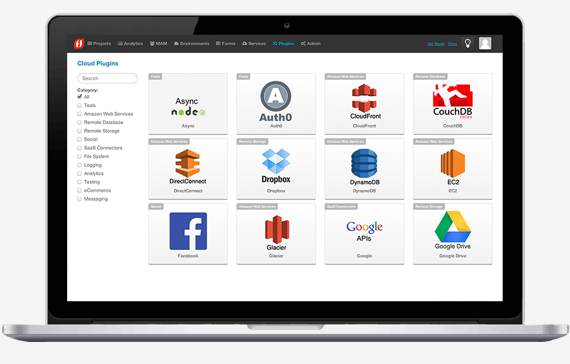 Projects Analytics MAM Environments Forms Services Plugins Admin
Cloud Plugins
Search
Category:
All
Tools
Amazon Web Services
Remote Database
Remote Storage
Social
SaaS Connectors
File System
Logging
Analytics
Testing
eCommerce
Messaging
Tools
Async
node
Async
Tools
A
Auth0
Auth0
Amazon Web Services
CloudFront
CloudFront
Remote Database
CouchDB
relax
CouchDB
Amazon Web Services
DirectConnect
DirectConnect
Remote Storage
Dropbox
Dropbox
Amazon Web Services
DynamoDB
DynamoDB
Amazon Web Services
EC2
EC2
Social
f
Facebook
Amazon Web Services
Glacier
Glacier
SaaS Connectors
Google
APIs
Google
Remote Storage
Google Drive
Google Drive